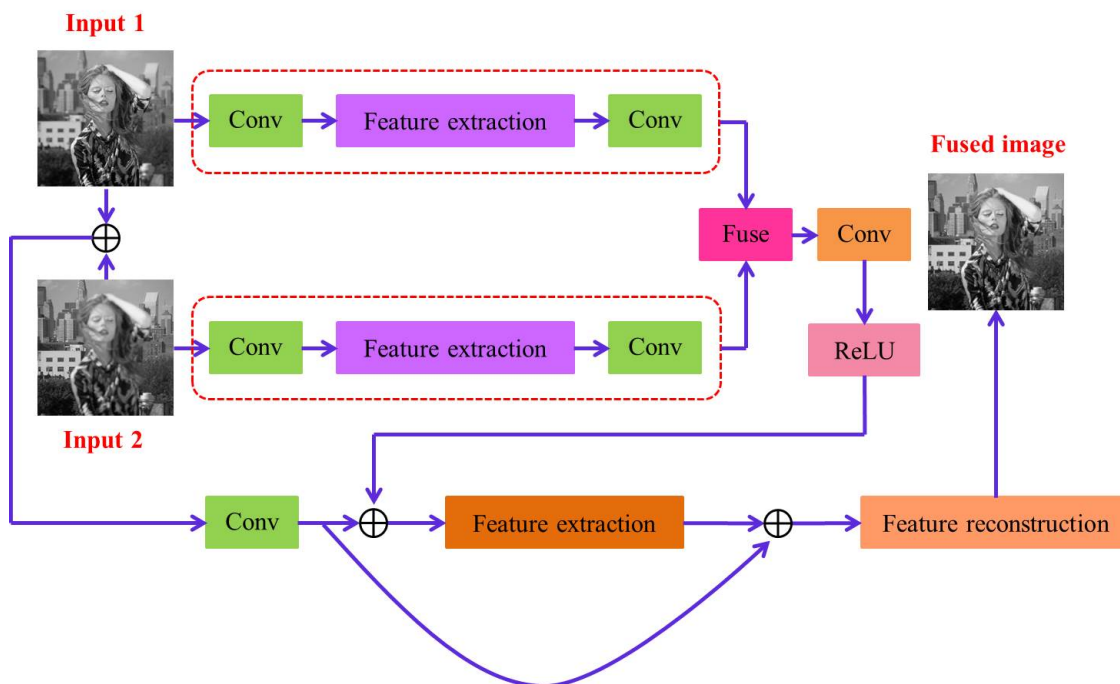 Input 1
Conv
Feature extraction
Conv
Fused image
Fuse
Conv
Conv
Feature extraction
Conv
ReLU
Input 2
Conv
Feature extraction
Feature reconstruction